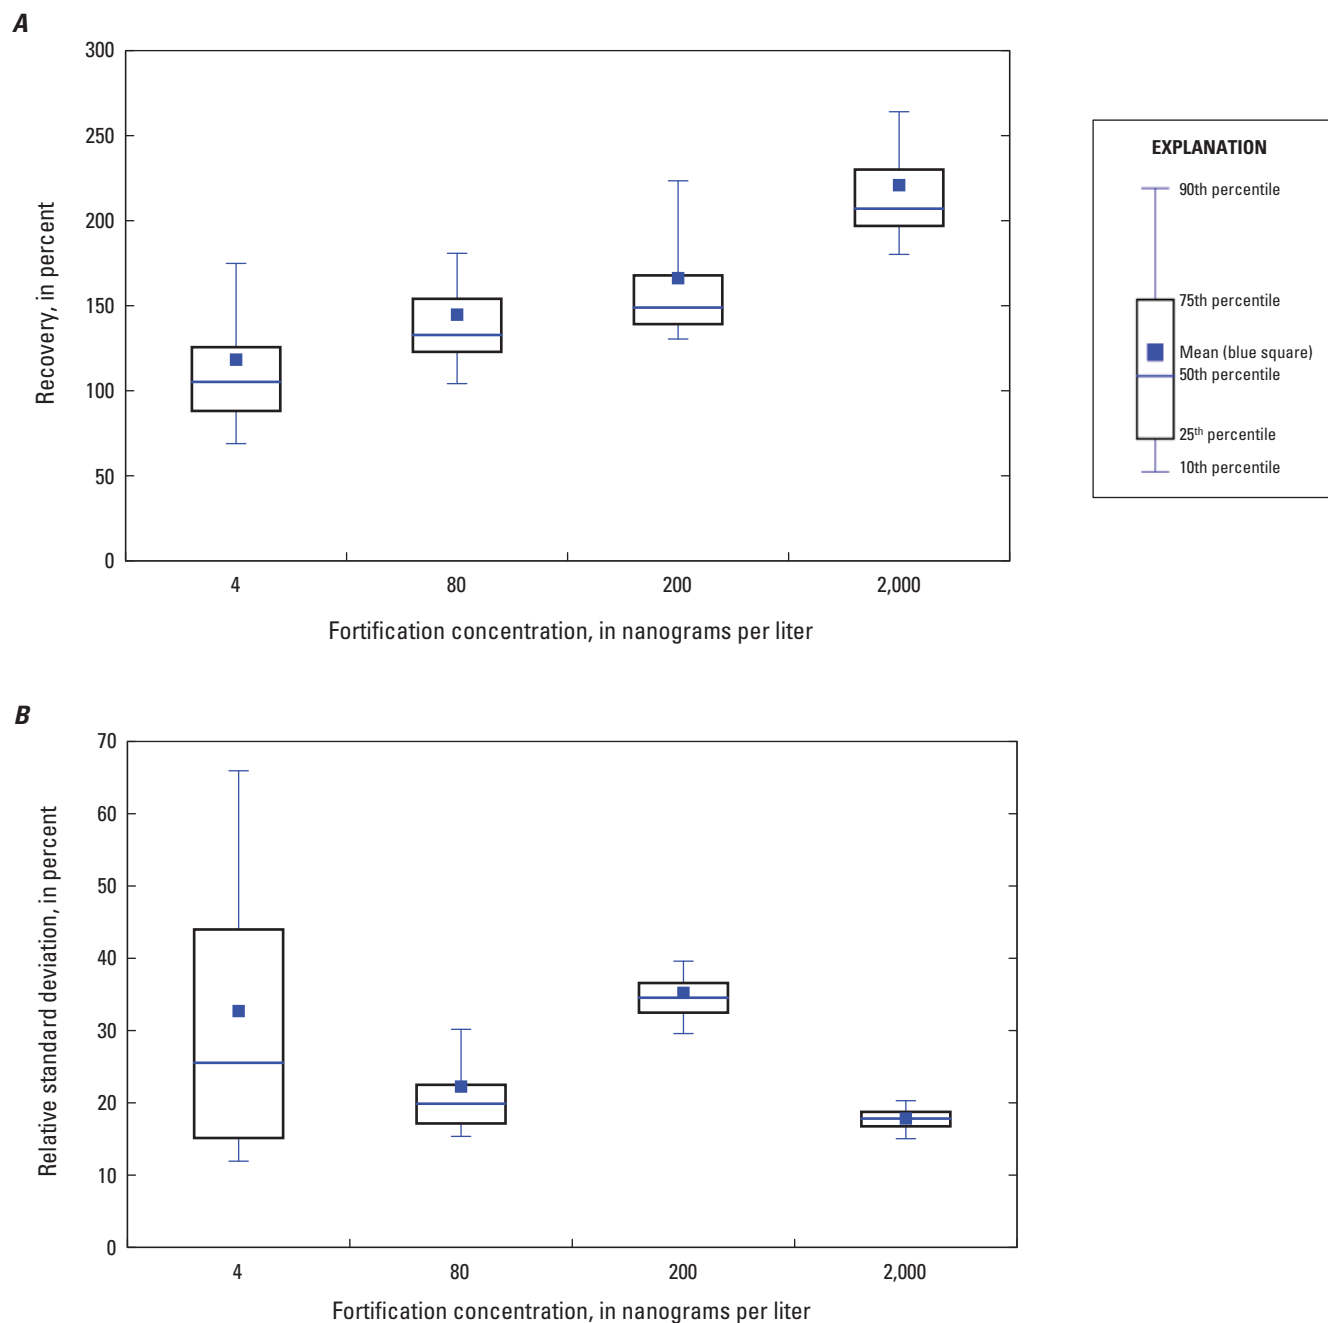 A
Recovery, in percent
300
250
200
150
100
50
0
4 80 200 2,000
Fortification concentration, in nanograms per liter
EXPLANATION
90th percentile
75th percentile
Mean (blue square)
50th percentile
25th percentile
10th percentile
B
Relative standard deviation, in percent
70
60
50
40
30
20
10
0
4 80 200 2,000
Fortification concentration, in nanograms per liter